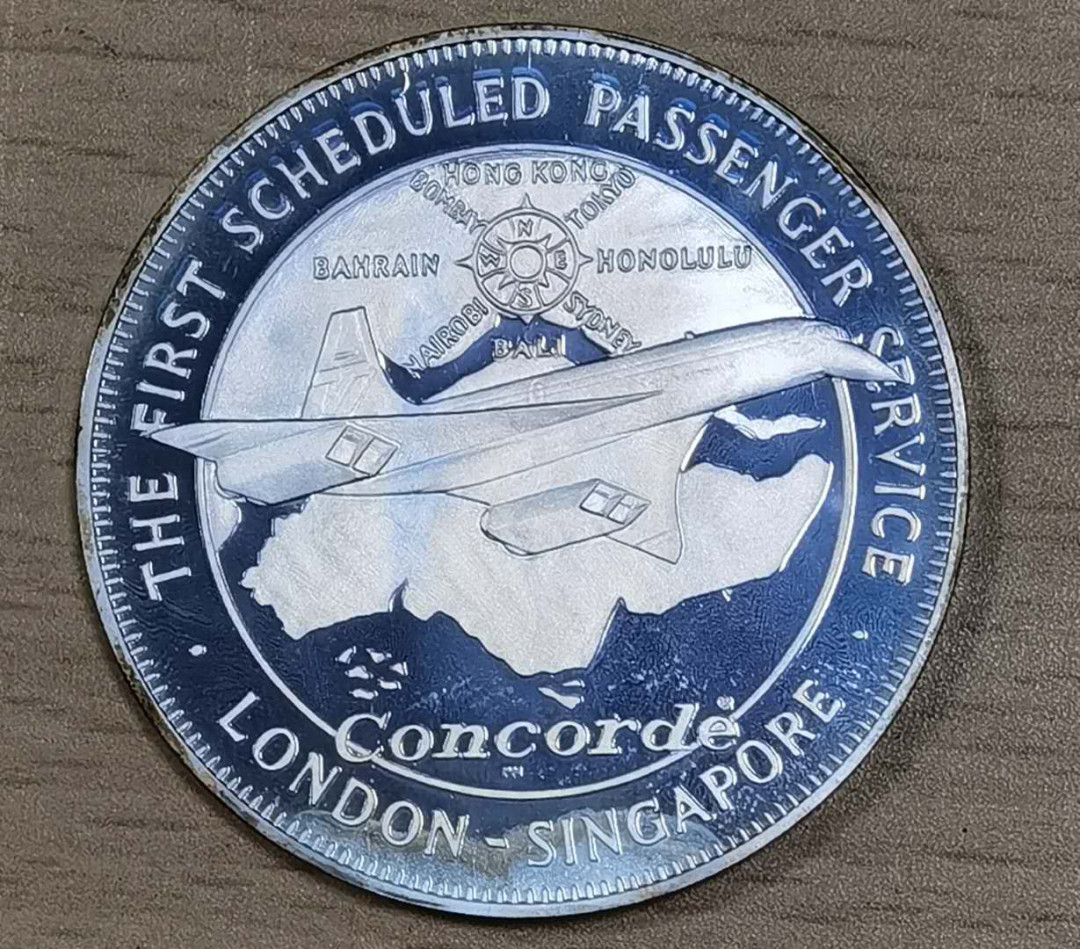 THE FIRST SCHEDULED PASSENGER SERVICE
HONG KONG
BOMBAY
TOKYO
N
BAHRAIN
W
E
HONOLULU
S
NAIROBI
SYDNEY
BALI
Concorde
LONDON - SINGAPORE